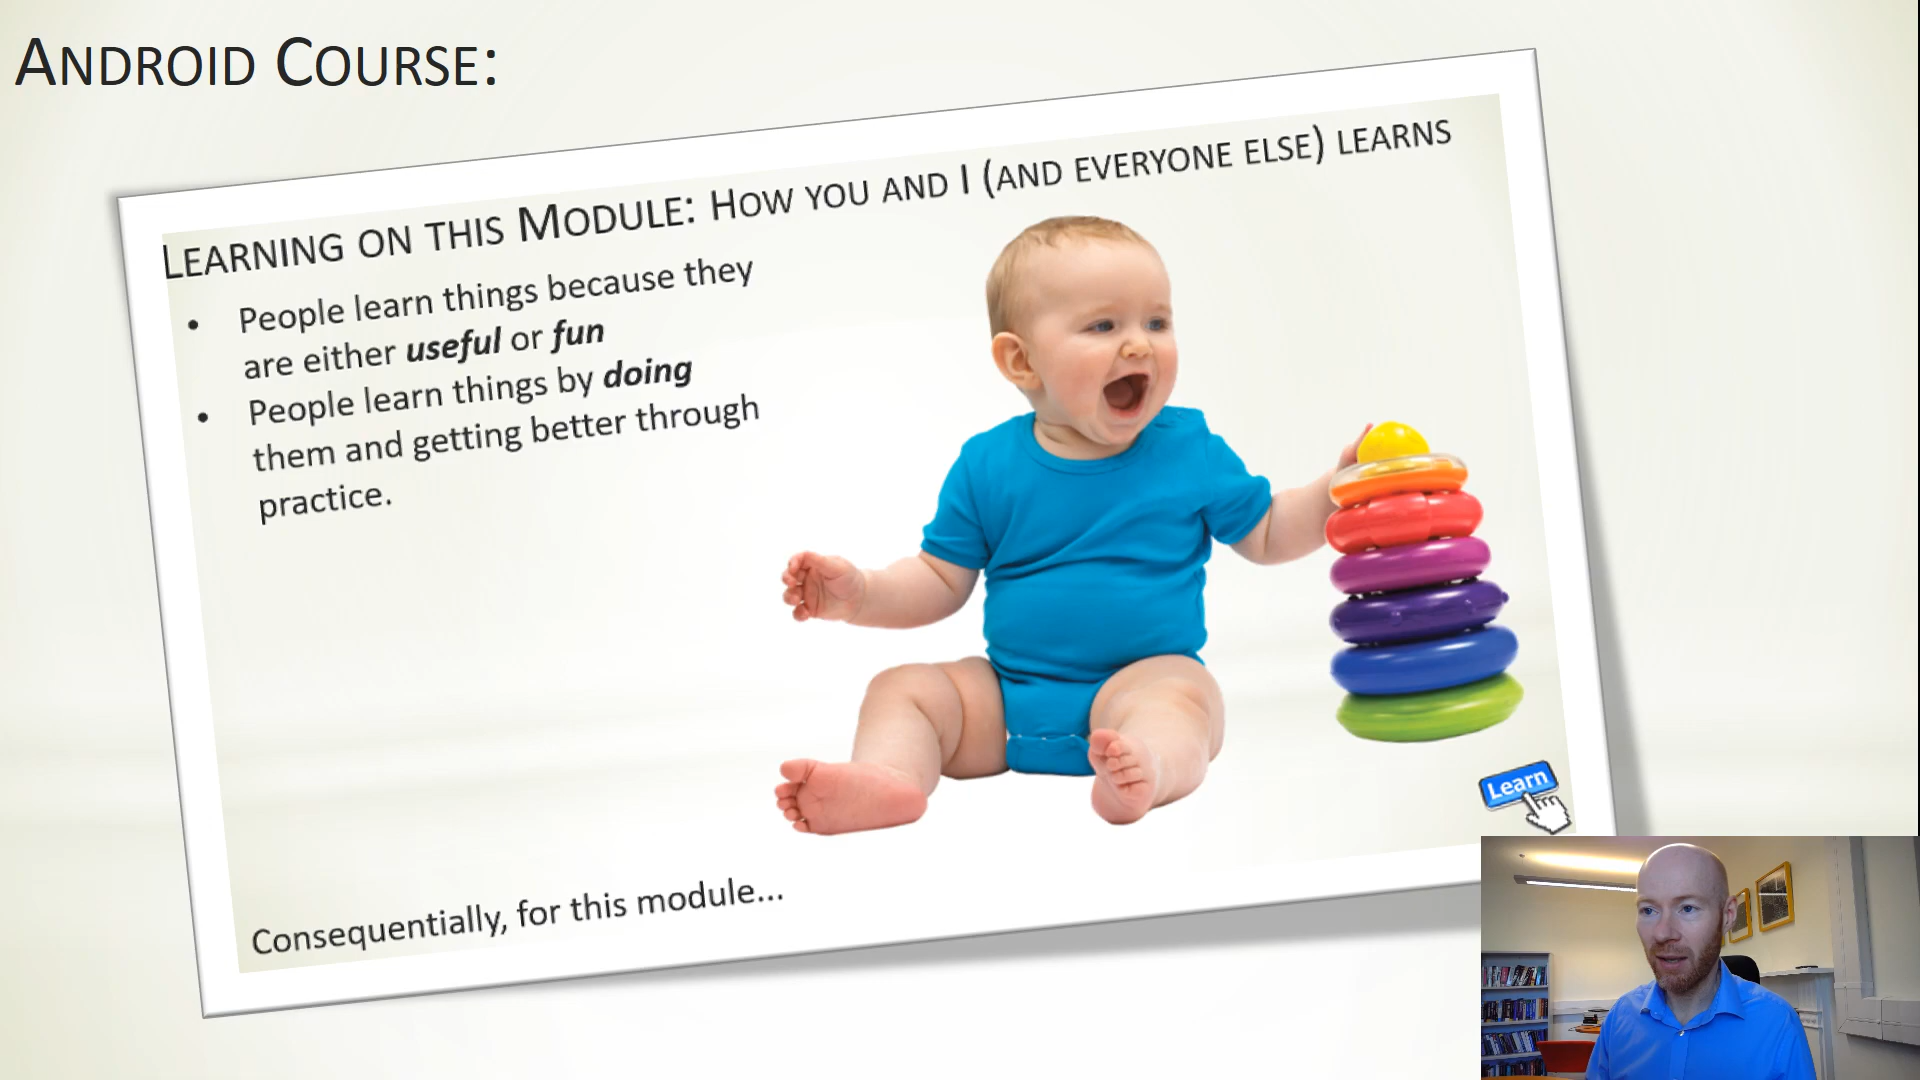 ANDROID COURSE:
LEARNING ON THIS MODULE: HOW YOU AND I (AND EVERYONE ELSE) LEARNS
• People learn things because they
are either useful or fun
• People learn things by doing
them and getting better through
practice.
Learn
Consequentially, for this module...